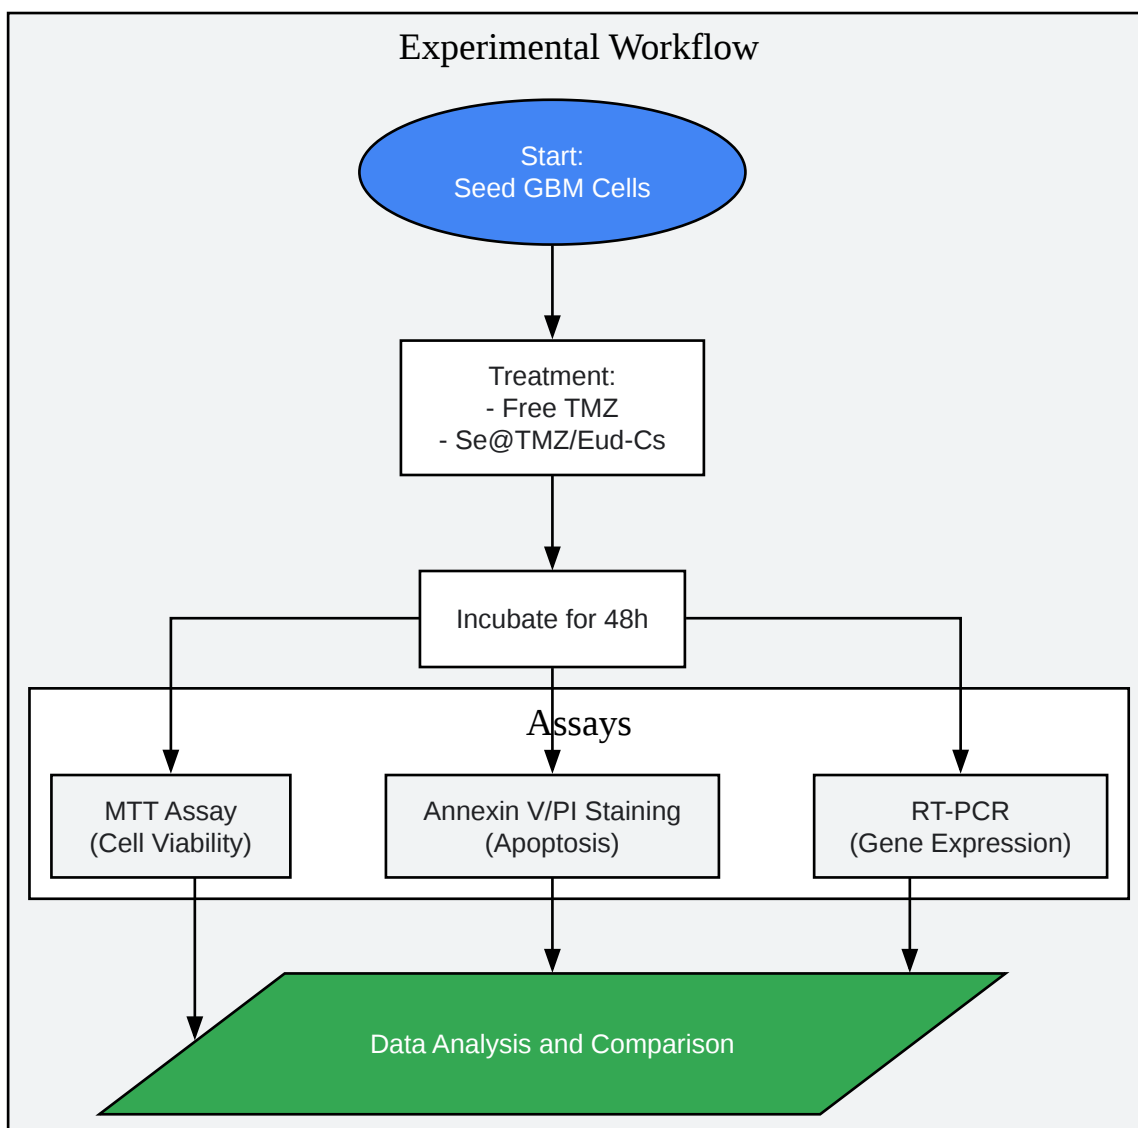 Experimental Workflow
Start:
Seed GBM Cells
Treatment:
- Free TMZ
- Se@TMZ/Eud-Cs
Incubate for 48h
Assays
MTT Assay
(Cell Viability)
Annexin V/PI Staining
(Apoptosis)
RT-PCR
(Gene Expression)
Data Analysis and Comparison